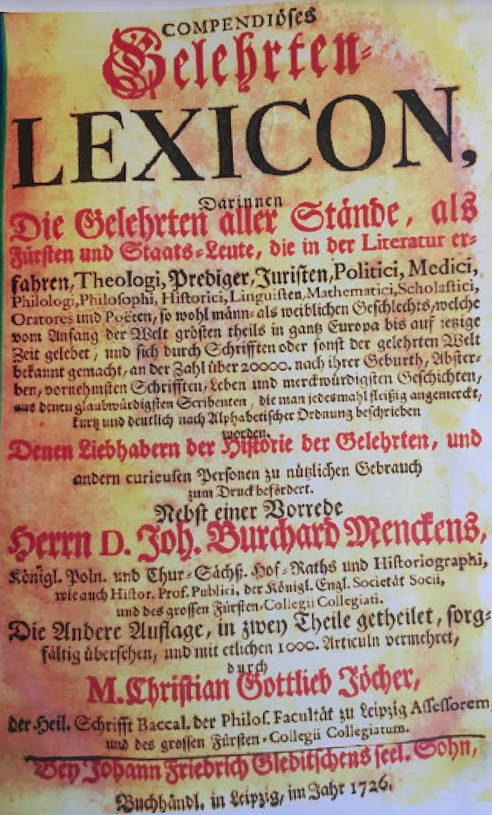 COMPENDIÖSES
Gelehrten-
LEXICON,
Darinnen
Die Gelehrten aller Stände, als
Fürsten und Staats-Leute, die in der Literatur er-
fahren, Theologi, Prediger, Juristen, Politici, Medici,
Philologi, Philosophi, Historici, Linguisten, Mathematici, Scholastici,
Oratores und Poëten, so wohl männ- als weiblichen Geschlechts, welche
vom Anfang der Welt grösten theils in gantz Europa bis auf jetzige
Zeit gelebet, und sich durch Schrifften oder sonst der gelehrten Welt
bekannt gemacht, an der Zahl über 20000. nach ihrer Geburth, Abster-
ben, vornehmsten Schrifften, Leben und merckwürdigsten Geschichten,
aus denen glaubwürdigsten Scribenten, die man jedesmahl fleißig angemerckt,
kurtz und deutlich nach Alphabetischer Ordnung beschrieben
worden.
Denen Liebhabern der Historie der Gelehrten, und
andern curieusen Personen zu nützlichen Gebrauch
zum Druck befördert.
Nebst einer Vorrede
Herrn D. Joh. Burchard Menckens,
Königl. Poln. und Chur-Sächß. Hof-Raths und Historiographi,
wie auch Histor. Prof. Publici, der Königl. Engl. Societät Socii,
und des grossen Fürsten-Collegii Collegiati.
Die Andere Auflage, in zwey Theile getheilet, sorg-
fältig übersehen, und mit etlichen 1000. Articuln vermehret,
durch
M. Christian Gottlieb Jöcher,
der Heil. Schrifft Baccal. der Philos. Facultät zu Leipzig Assessorem
und des grossen Fürsten-Collegii Collegiatum.
Bey Johann Friedrich Gleditschens seel. Sohn,
Buchhändl. in Leipzig, im Jahr 1726.